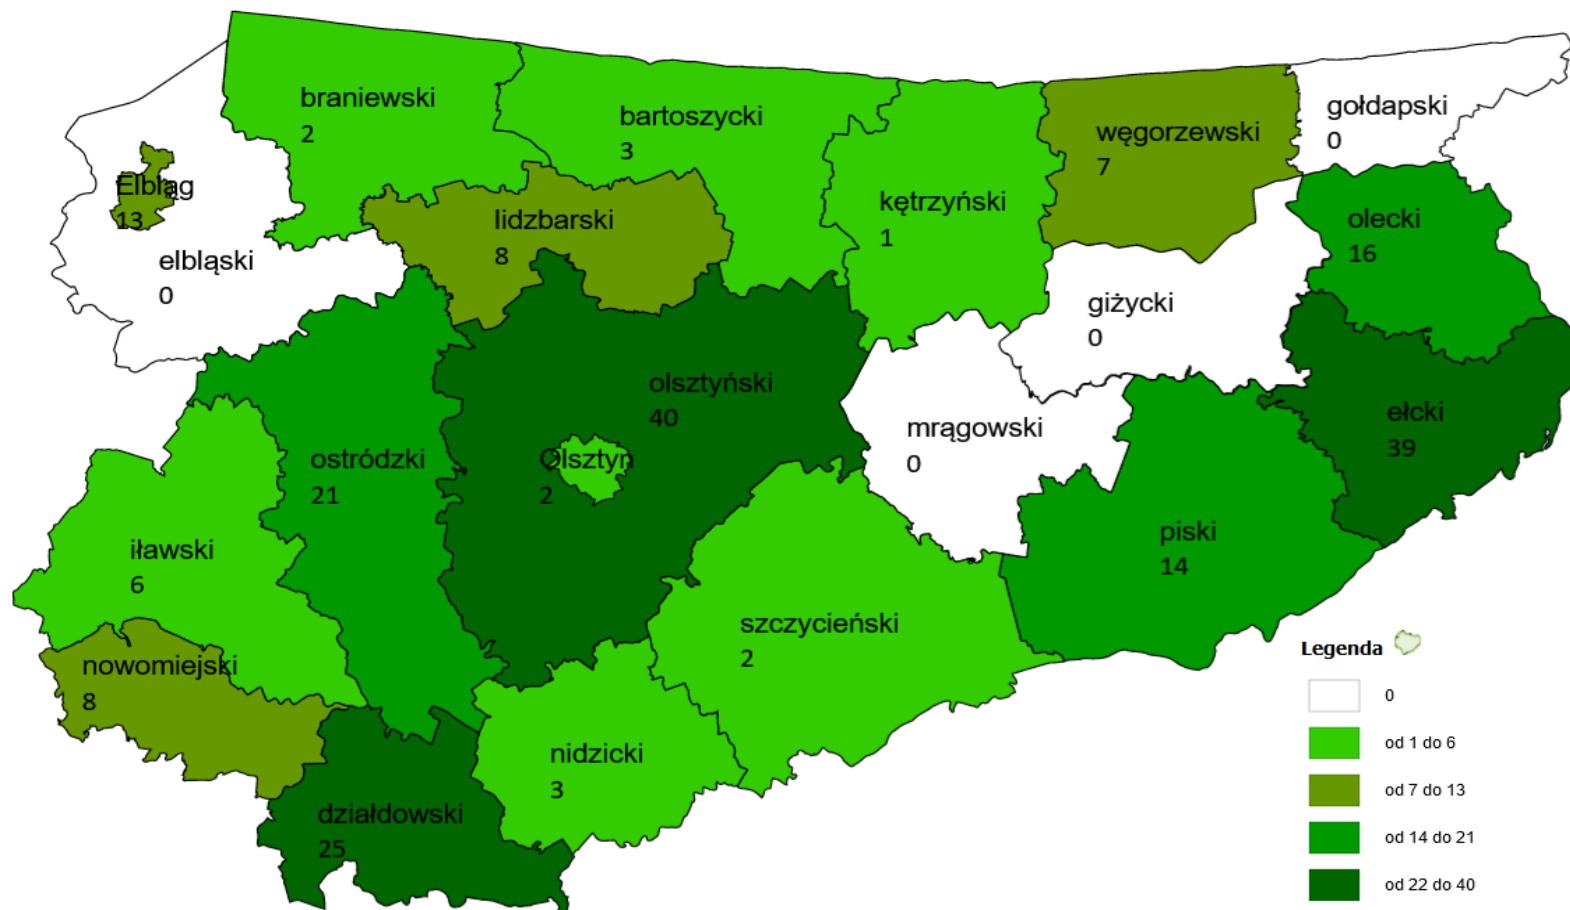 braniewski
2
bartoszycki
3
węgorzewski
7
gołdapski
0
Elbląg
13
lidzbarski
8
kętrzyński
1
olecki
16
elbląski
0
giżycki
0
olsztyński
40
ełcki
39
mrągowski
0
ostródzki
21
Olsztyn
2
iławski
6
piski
14
szczycieński
2
nowomiejski
8
nidzicki
3
działdowski
25
Legenda
0
od 1 do 6
od 7 do 13
od 14 do 21
od 22 do 40